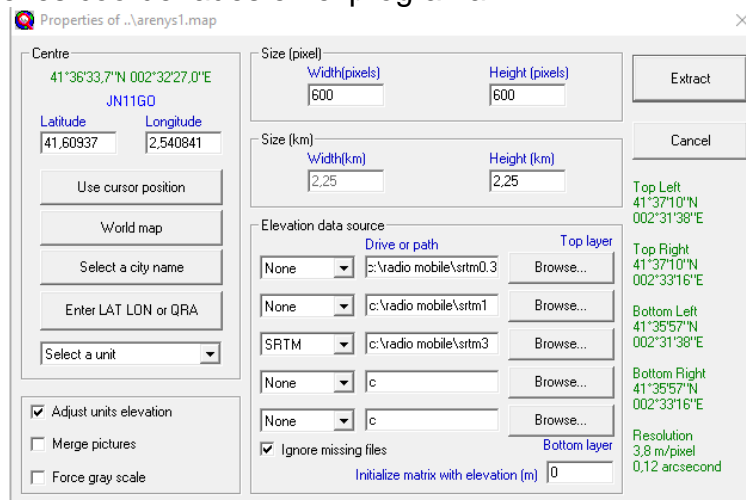 Properties of ..\arenys1.map
Centre
41°36'33,7"N 002°32'27,0"E
JN11GO
Latitude Longitude
41,60937 2,540841
Use cursor position
World map
Select a city name
Enter LAT LON or QRA
Select a unit
Adjust units elevation
Merge pictures
Force gray scale
Size (pixel)
Width(pixels) Height (pixels)
600 600
Size (km)
Width(km) Height (km)
2,25 2,25
Elevation data source
Drive or path Top layer
None c:\radio mobile\srtm0.3 Browse...
None c:\radio mobile\srtm1 Browse...
SRTM c:\radio mobile\srtm3 Browse...
None c Browse...
None c Browse...
Ignore missing files Bottom layer
Initialize matrix with elevation (m) 0
Extract
Cancel
Top Left
41°37'10"N
002°31'38"E
Top Right
41°37'10"N
002°33'16"E
Bottom Left
41°35'57"N
002°31'38"E
Bottom Right
41°35'57"N
002°33'16"E
Resolution
3,8 m/pixel
0,12 arcsecond